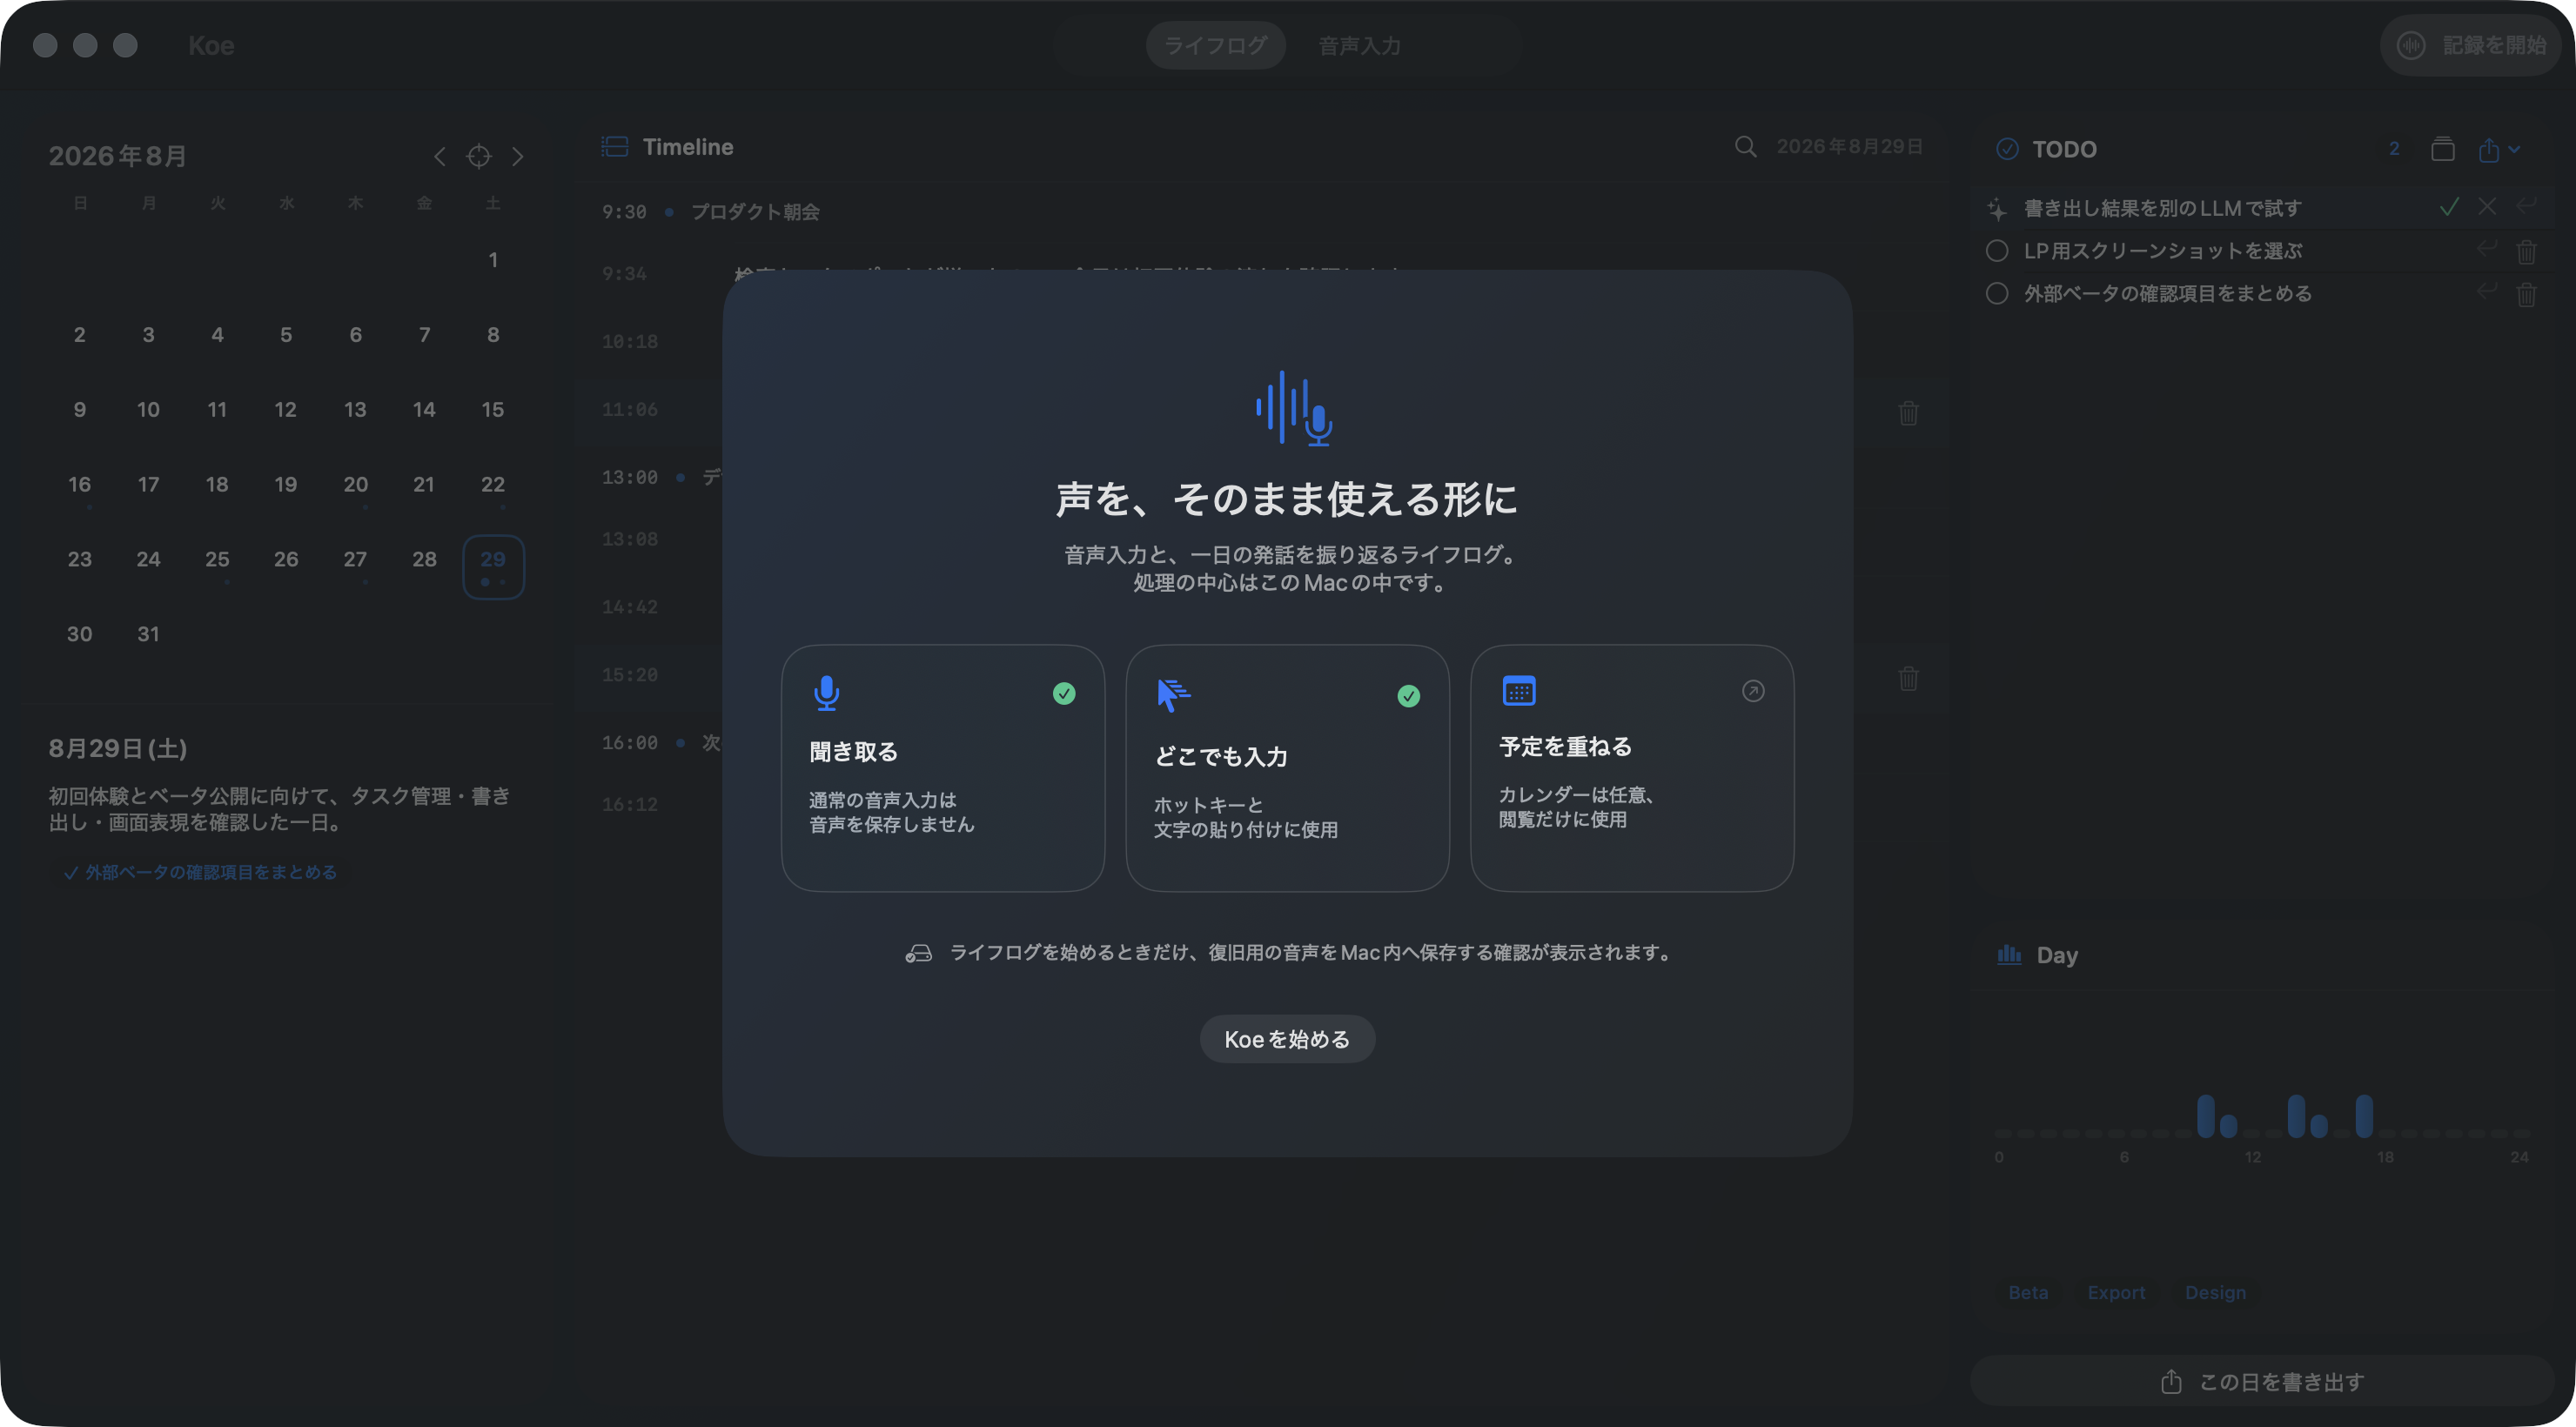 Koe
ライフログ
音声入力
記録を開始
2026年8月
日 月 火 水 木 金 土
1
2 3 4 5 6 7 8
9 10 11 12 13 14 15
16 17 18 19 20 21 22
23 24 25 26 27 28 29
30 31
8月29日(土)
初回体験とベータ公開に向けて、タスク管理・書き
出し・画面表現を確認した一日。
外部ベータの確認項目をまとめる
Timeline
2026年8月29日
9:30 プロダクト朝会
9:34
10:18
11:06
13:00
13:08
14:42
15:20
16:00 次
16:12
声を、そのまま使える形に
音声入力と、一日の発話を振り返るライフログ。
処理の中心はこのMacの中です。
聞き取る
通常の音声入力は
音声を保存しません
どこでも入力
ホットキーと
文字の貼り付けに使用
予定を重ねる
カレンダーは任意、
閲覧だけに使用
ライフログを始めるときだけ、復旧用の音声をMac内へ保存する確認が表示されます。
Koeを始める
TODO
2
書き出し結果を別のLLMで試す
LP用スクリーンショットを選ぶ
外部ベータの確認項目をまとめる
Day
0 6 12 18 24
Beta Export Design
この日を書き出す